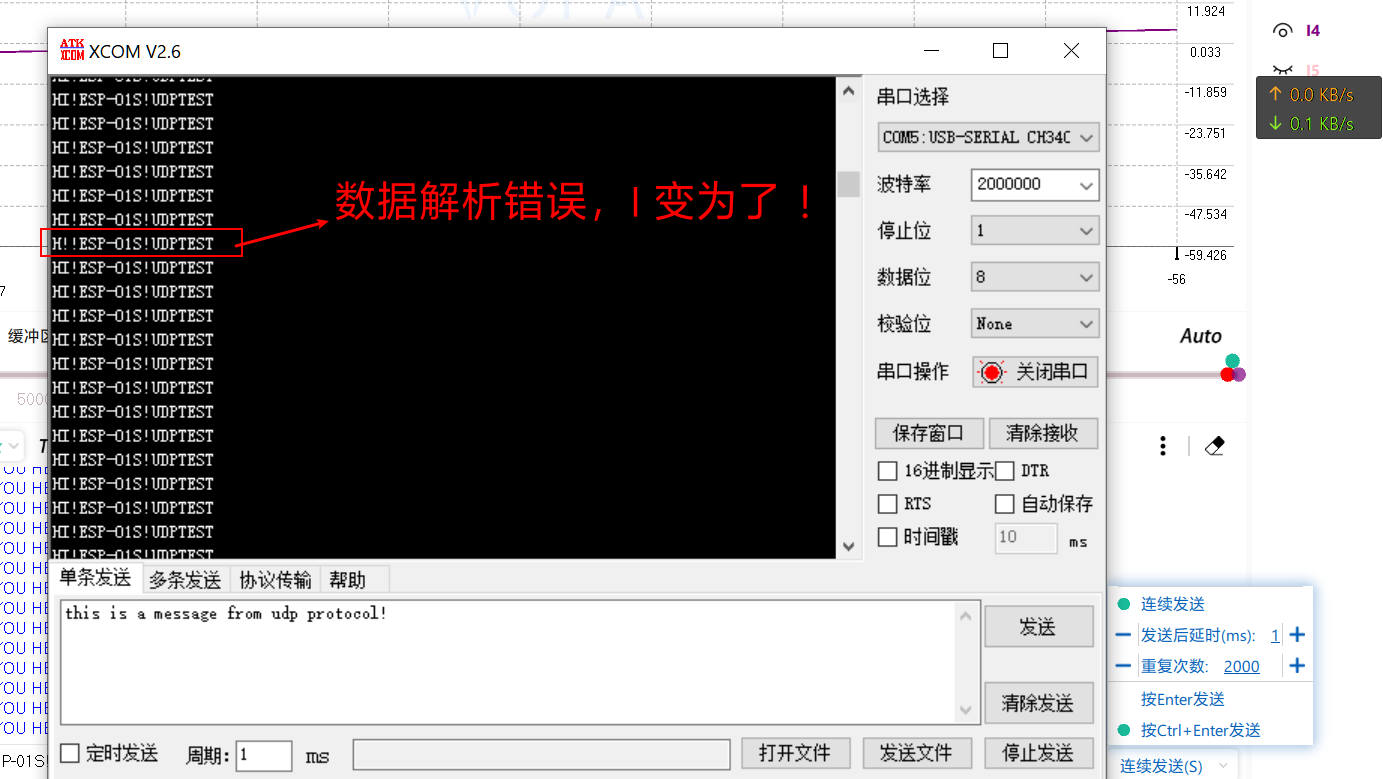 VOFA
11.924
0.033
-11.859
-23.751
-35.642
-47.534
-59.426
-56
7
I4
I5
↑ 0.0 KB/s
↓ 0.1 KB/s
缓冲区
Auto
5000
ATK
XCOM
XCOM V2.6
HI!ESP-01S!UDPTEST
HI!ESP-01S!UDPTEST
HI!ESP-01S!UDPTEST
HI!ESP-01S!UDPTEST
HI!ESP-01S!UDPTEST
HI!ESP-01S!UDPTEST
HI!ESP-01S!UDPTEST
H!!ESP-01S!UDPTEST
HI!ESP-01S!UDPTEST
HI!ESP-01S!UDPTEST
HI!ESP-01S!UDPTEST
HI!ESP-01S!UDPTEST
HI!ESP-01S!UDPTEST
HI!ESP-01S!UDPTEST
HI!ESP-01S!UDPTEST
HI!ESP-01S!UDPTEST
HI!ESP-01S!UDPTEST
HI!ESP-01S!UDPTEST
HI!ESP-01S!UDPTEST
HI!ESP-01S!UDPTEST
HI!ESP-01S!UDPTEST
数据解析错误，I 变为了 ！
串口选择
COM5:USB-SERIAL CH340
波特率 2000000
停止位 1
数据位 8
校验位 None
串口操作 关闭串口
保存窗口 清除接收
16进制显示 DTR
RTS 自动保存
时间戳 10 ms
单条发送 多条发送 协议传输 帮助
this is a message from udp protocol!
发送
清除发送
定时发送 周期: 1 ms 打开文件 发送文件 停止发送
T
YOU HE
YOU HE
YOU HE
YOU HE
YOU HE
YOU HE
YOU HE
YOU HE
YOU HE
YOU HE
YOU HE
YOU HE
YOU HE
YOU HE
P-01S!
连续发送
发送后延时(ms): 1
重复次数: 2000
按Enter发送
按Ctrl+Enter发送
连续发送(S)